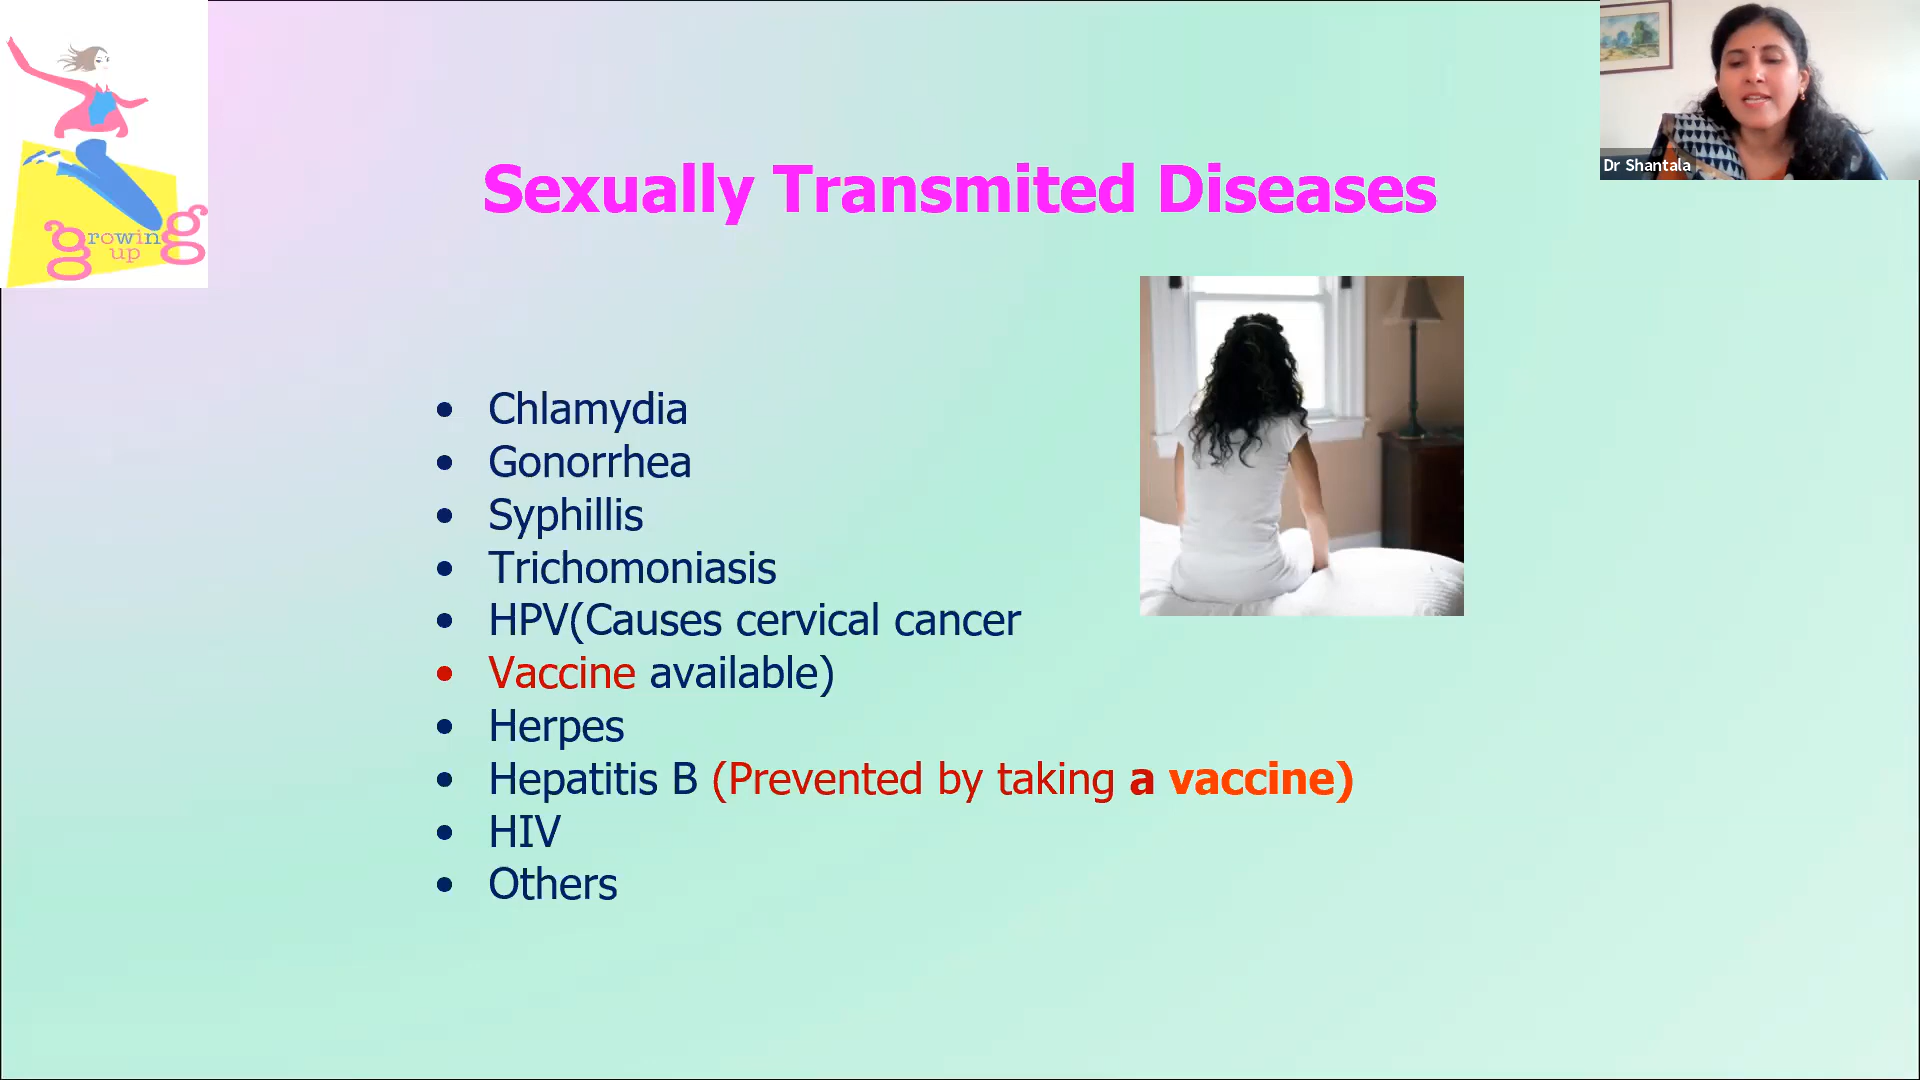 growing
up
Dr Shantala
Sexually Transmited Diseases
• Chlamydia
• Gonorrhea
• Syphillis
• Trichomoniasis
• HPV(Causes cervical cancer
• Vaccine available)
• Herpes
• Hepatitis B (Prevented by taking a vaccine)
• HIV
• Others